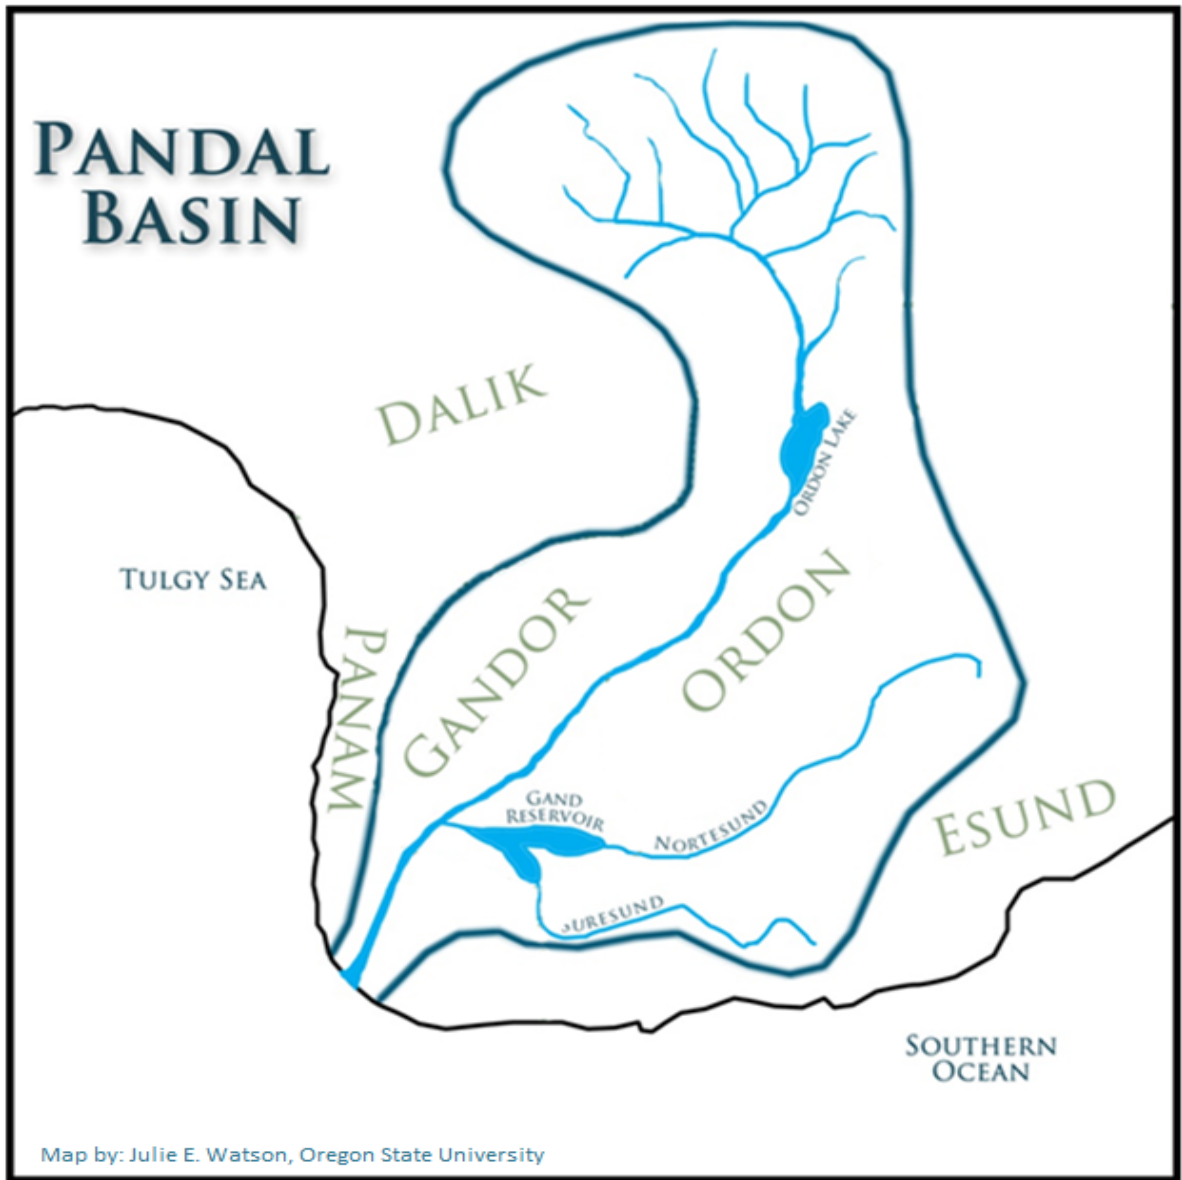 PANDAL
BASIN
DALIK
ORDON LAKE
TULGY SEA
PANAM
GANDOR
ORDON
GAND
RESERVOIR
NORTESUND
ESUND
SURESUND
SOUTHERN
OCEAN
Map by: Julie E. Watson, Oregon State University